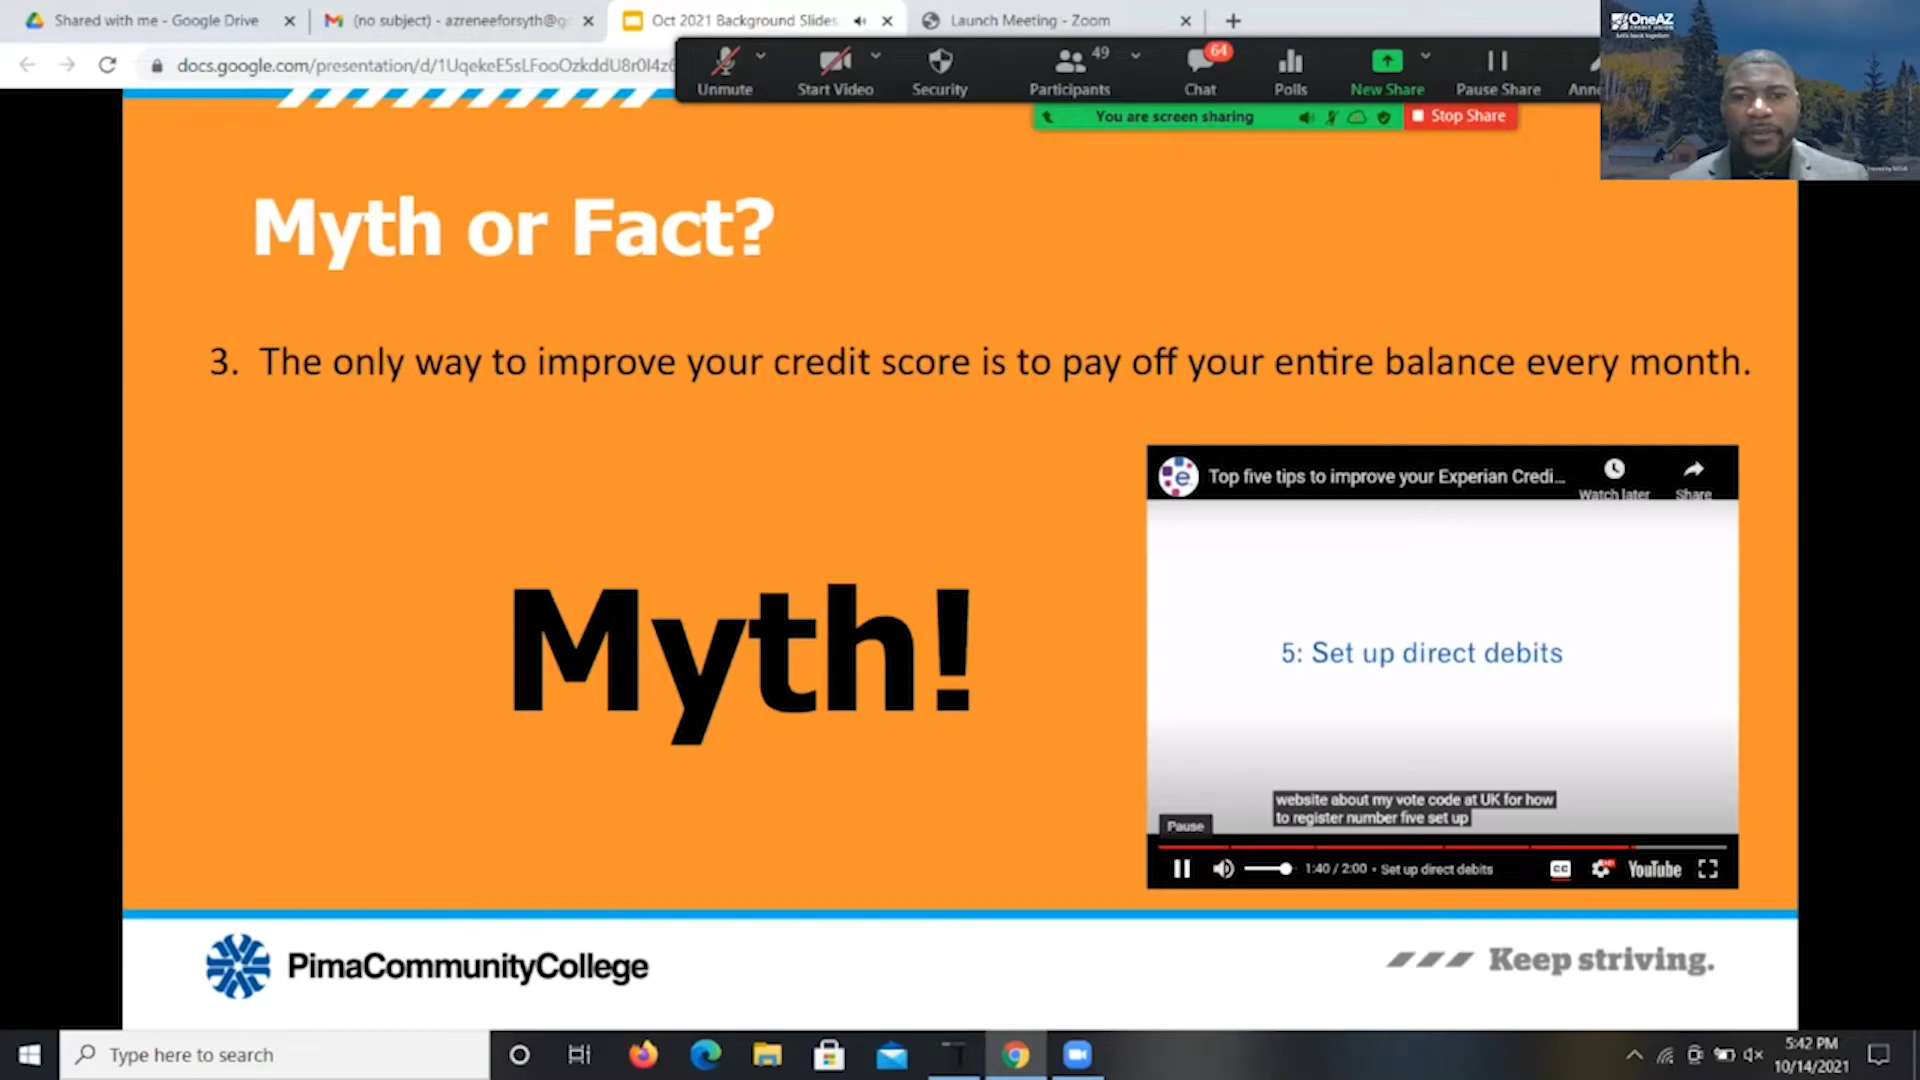 Shared with me - Google Drive
(no subject) - azreneeforsyth@g
Oct 2021 Background Slides
Launch Meeting - Zoom
docs.google.com/presentation/d/1UqekeE5sLFooOzkddU8r0l4z
Unmute
Start Video
Security
Participants
49
Chat
64
Polls
New Share
Pause Share
Ann
You are screen sharing
Stop Share
OneAZ
CREDIT UNION
Myth or Fact?
3. The only way to improve your credit score is to pay off your entire balance every month.
Myth!
Top five tips to improve your Experian Credi...
Watch later
Share
5: Set up direct debits
website about my vote code at UK for how
to register number five set up
Pause
1:40 / 2:00 • Set up direct debits
CC
HD
YouTube
PimaCommunityCollege
Keep striving.
Type here to search
5:42 PM
10/14/2021